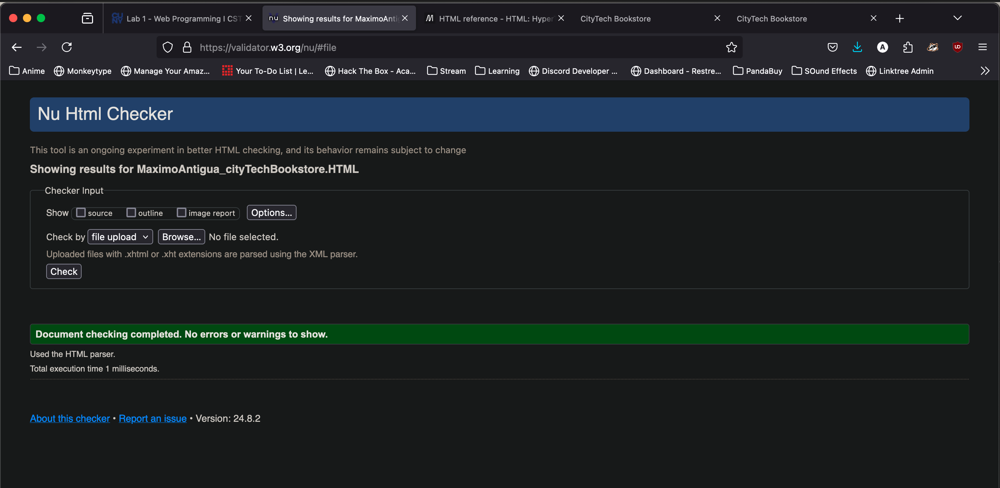 Lab 1 - Web Programming I CST
nu Showing results for MaximoAntig
HTML reference - HTML: Hyper
CityTech Bookstore
CityTech Bookstore
https://validator.w3.org/nu/#file
Anime Monkeytype Manage Your Amaz... Your To-Do List | Le... Hack The Box - Aca... Stream Learning Discord Developer ... Dashboard - Restre... PandaBuy SOund Effects Linktree Admin
Nu Html Checker
This tool is an ongoing experiment in better HTML checking, and its behavior remains subject to change
Showing results for MaximoAntigua_cityTechBookstore.HTML
Checker Input
Show source outline image report Options...
Check by file upload Browse... No file selected.
Uploaded files with .xhtml or .xht extensions are parsed using the XML parser.
Check
Document checking completed. No errors or warnings to show.
Used the HTML parser.
Total execution time 1 milliseconds.
About this checker • Report an issue • Version: 24.8.2